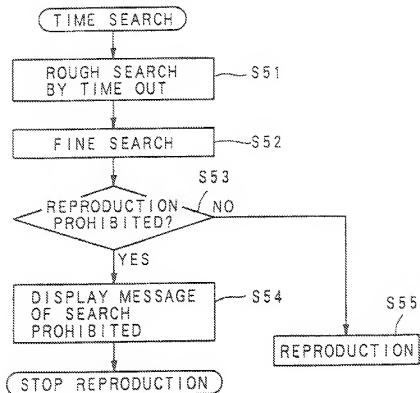 TIME SEARCH
ROUGH SEARCH
BY TIME OUT
S51
FINE SEARCH
S52
S53
REPRODUCTION
PROHIBITED?
NO
YES
DISPLAY MESSAGE
OF SEARCH
PROHIBITED
S54
S55
REPRODUCTION
STOP REPRODUCTION